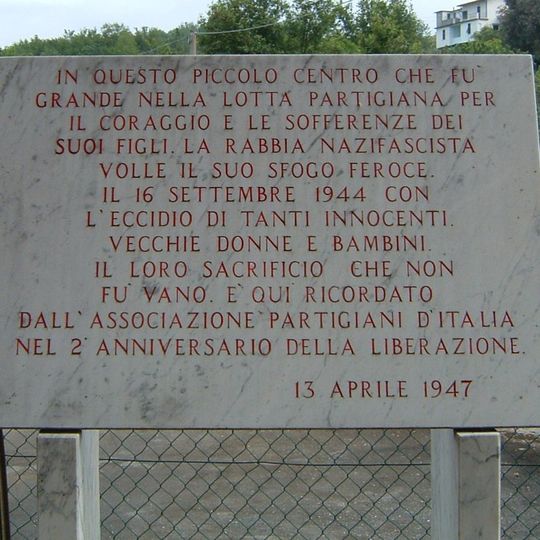 IN QUESTO PICCOLO CENTRO CHE FU'
GRANDE NELLA LOTTA PARTIGIANA PER
IL CORAGGIO E LE SOFFERENZE DEI
SUOI FIGLI. LA RABBIA NAZIFASCISTA
VOLLE IL SUO SFOGO FEROCE.
IL 16 SETTEMBRE 1944 CON
L'ECCIDIO DI TANTI INNOCENTI.
VECCHIE DONNE E BAMBINI.
IL LORO SACRIFICIO CHE NON
FU' VANO. E' QUI RICORDATO
DALL'ASSOCIAZIONE PARTIGIANI D'ITALIA
NEL 2° ANNIVERSARIO DELLA LIBERAZIONE.
13 APRILE 1947